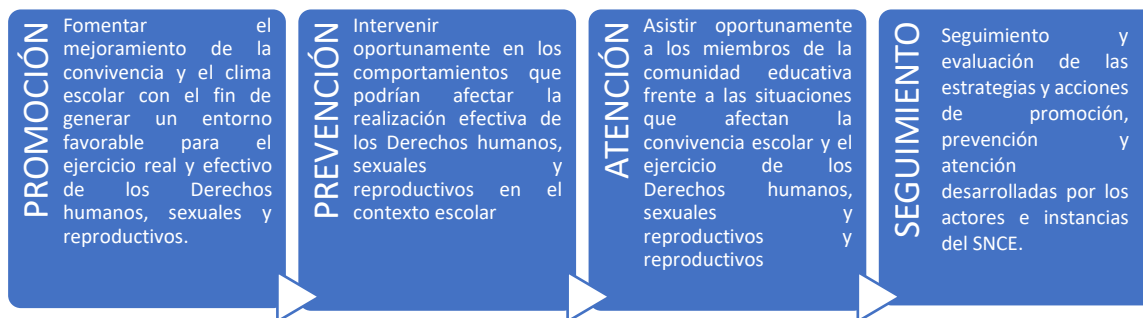 PROMOCIÓN
Fomentar el
mejoramiento de la
convivencia y el clima
escolar con el fin de
generar un entorno
favorable para el
ejercicio real y efectivo
de los Derechos
humanos, sexuales y
reproductivos.
PREVENCIÓN
Intervenir
oportunamente en los
comportamientos que
podrían afectar la
realización efectiva de
los Derechos humanos,
sexuales y
reproductivos en el
contexto escolar
ATENCIÓN
Asistir oportunamente
a los miembros de la
comunidad educativa
frente a las situaciones
que afectan la
convivencia escolar y el
ejercicio de los
Derechos humanos,
sexuales y
reproductivos y
reproductivos
SEGUIMIENTO
Seguimiento y
evaluación de las
estrategias y acciones
de promoción,
prevención y
atención
desarrolladas por los
actores e instancias
del SNCE.